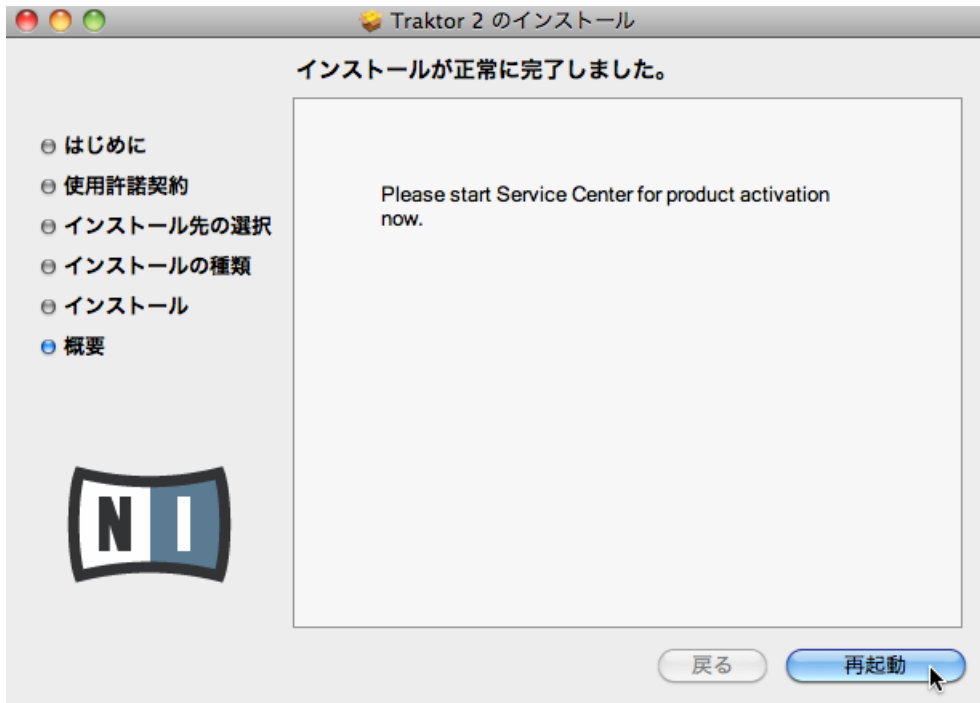 Traktor 2 のインストール
インストールが正常に完了しました。
はじめに
使用許諾契約
インストール先の選択
インストールの種類
インストール
概要
Please start Service Center for product activation
now.
NI
戻る
再起動